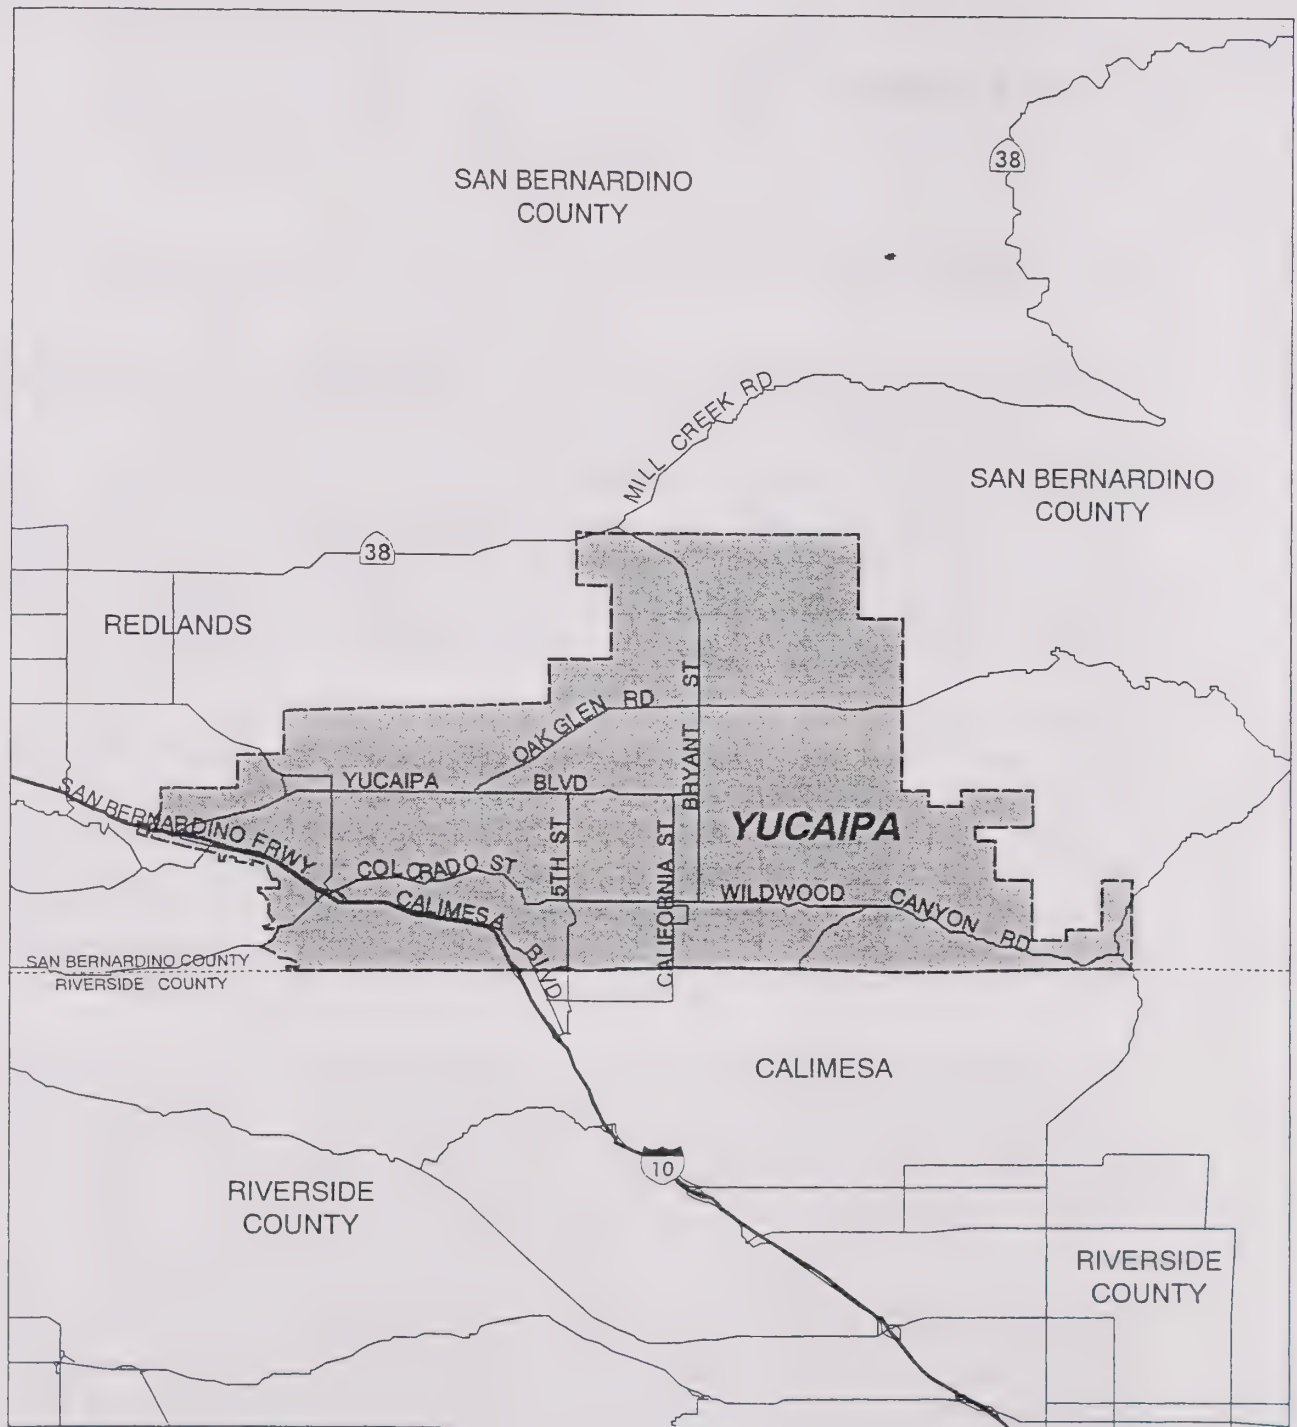 38
SAN BERNARDINO
COUNTY
MILL CREEK RD
SAN BERNARDINO
COUNTY
38
REDLANDS
OAK GLEN RD
BRYANT ST
YUCAIPA BLVD
SAN BERNARDINO FRWY
YUCAIPA
5TH ST
CALIFORNIA ST
COLORADO ST
CALIMESA BLVD
WILDWOOD CANYON RD
SAN BERNARDINO COUNTY
RIVERSIDE COUNTY
CALIMESA
10
RIVERSIDE
COUNTY
RIVERSIDE
COUNTY